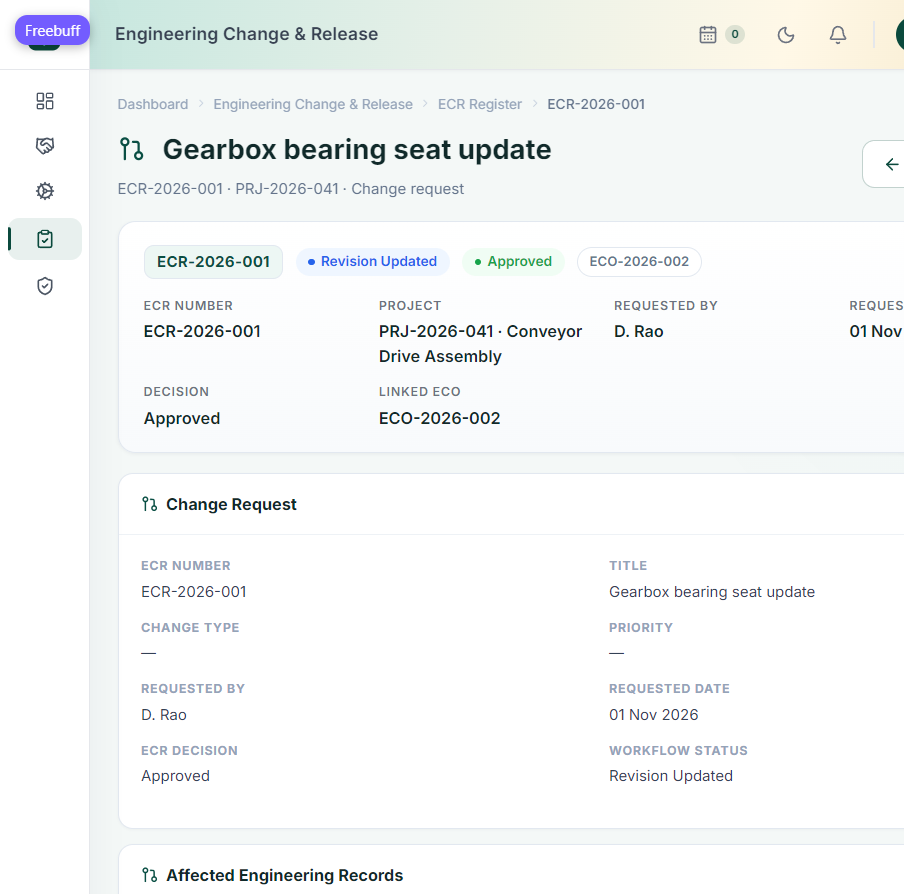 Freebuff
Engineering Change & Release
0
Dashboard > Engineering Change & Release > ECR Register > ECR-2026-001
Gearbox bearing seat update
ECR-2026-001 · PRJ-2026-041 · Change request
ECR-2026-001 Revision Updated Approved ECO-2026-002
ECR NUMBER PROJECT REQUESTED BY REQUES
ECR-2026-001 PRJ-2026-041 · Conveyor D. Rao 01 Nov
Drive Assembly
DECISION LINKED ECO
Approved ECO-2026-002
Change Request
ECR NUMBER TITLE
ECR-2026-001 Gearbox bearing seat update
CHANGE TYPE PRIORITY
— —
REQUESTED BY REQUESTED DATE
D. Rao 01 Nov 2026
ECR DECISION WORKFLOW STATUS
Approved Revision Updated
Affected Engineering Records